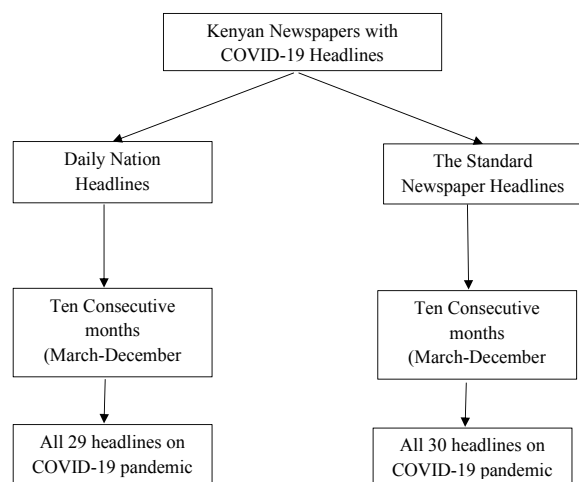 Kenyan Newspapers with
COVID-19 Headlines
Daily Nation
Headlines
The Standard
Newspaper Headlines
Ten Consecutive
months
(March-December
Ten Consecutive
months
(March-December
All 29 headlines on
COVID-19 pandemic
All 30 headlines on
COVID-19 pandemic